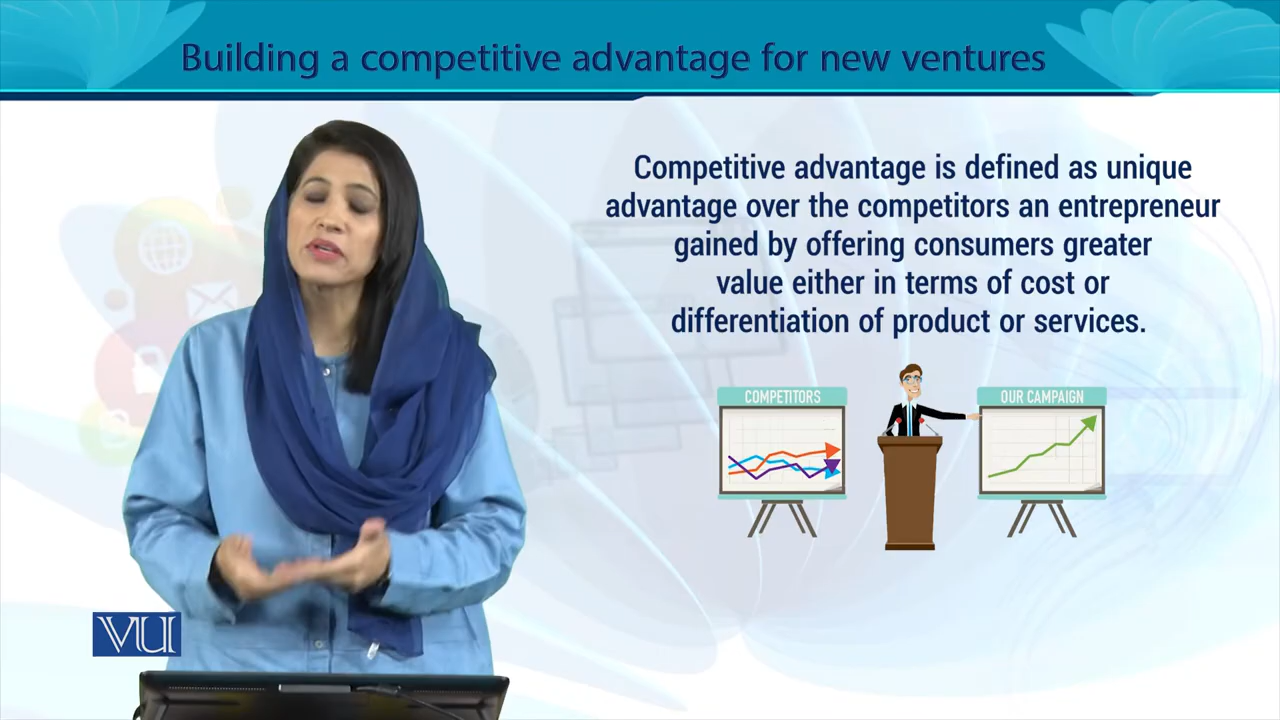 Building a competitive advantage for new ventures
Competitive advantage is defined as unique
advantage over the competitors an entrepreneur
gained by offering consumers greater
value either in terms of cost or
differentiation of product or services.
COMPETITORS
OUR CAMPAIGN
VU